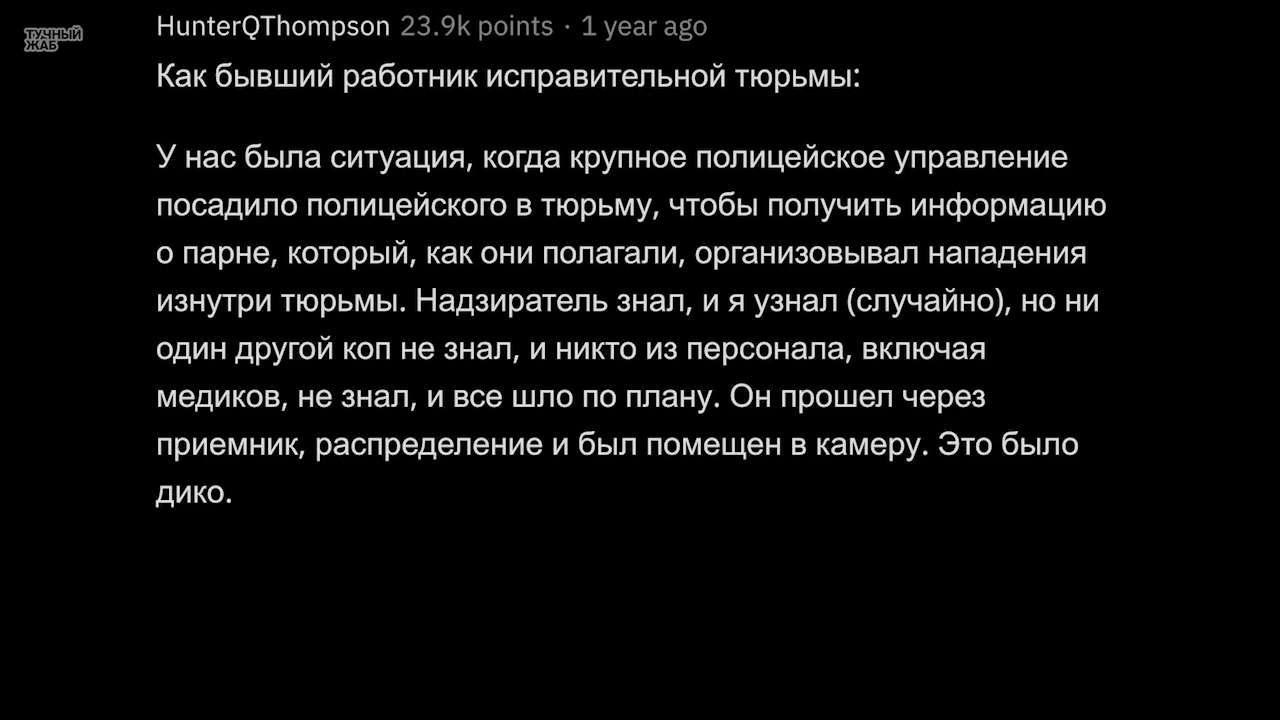 ТУЧНЫЙ
ЖАБ
HunterQThompson 23.9k points · 1 year ago
Как бывший работник исправительной тюрьмы:
У нас была ситуация, когда крупное полицейское управление
посадило полицейского в тюрьму, чтобы получить информацию
о парне, который, как они полагали, организовывал нападения
изнутри тюрьмы. Надзиратель знал, и я узнал (случайно), но ни
один другой коп не знал, и никто из персонала, включая
медиков, не знал, и все шло по плану. Он прошел через
приемник, распределение и был помещен в камеру. Это было
дико.